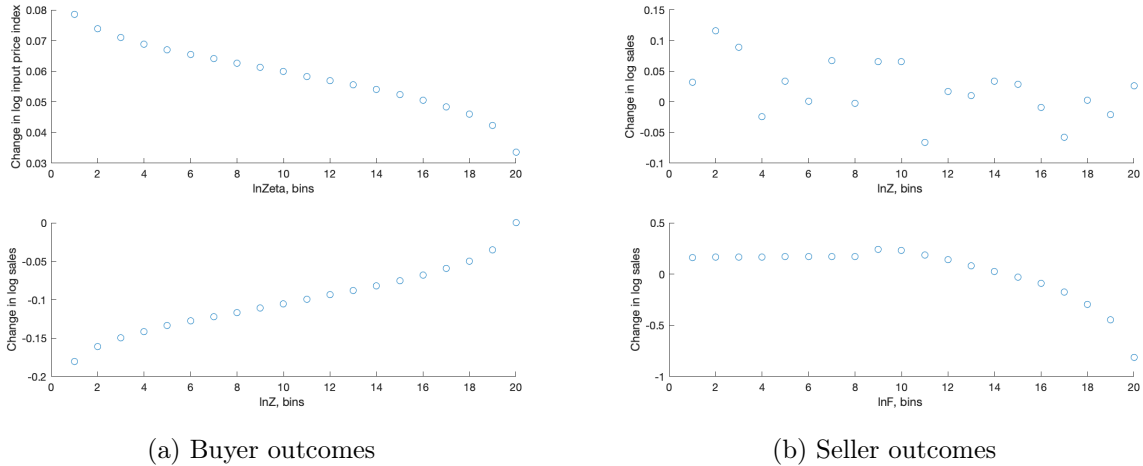 0.08
0.07
0.06
0.05
0.04
0.03
Change in log input price index
0 2 4 6 8 10 12 14 16 18 20
lnZeta, bins
0
-0.05
-0.1
-0.15
-0.2
Change in log sales
0 2 4 6 8 10 12 14 16 18 20
lnZ, bins
(a) Buyer outcomes
0.15
0.1
0.05
0
-0.05
-0.1
Change in log sales
0 2 4 6 8 10 12 14 16 18 20
lnZ, bins
0.5
0
-0.5
-1
Change in log sales
0 2 4 6 8 10 12 14 16 18 20
lnF, bins
(b) Seller outcomes